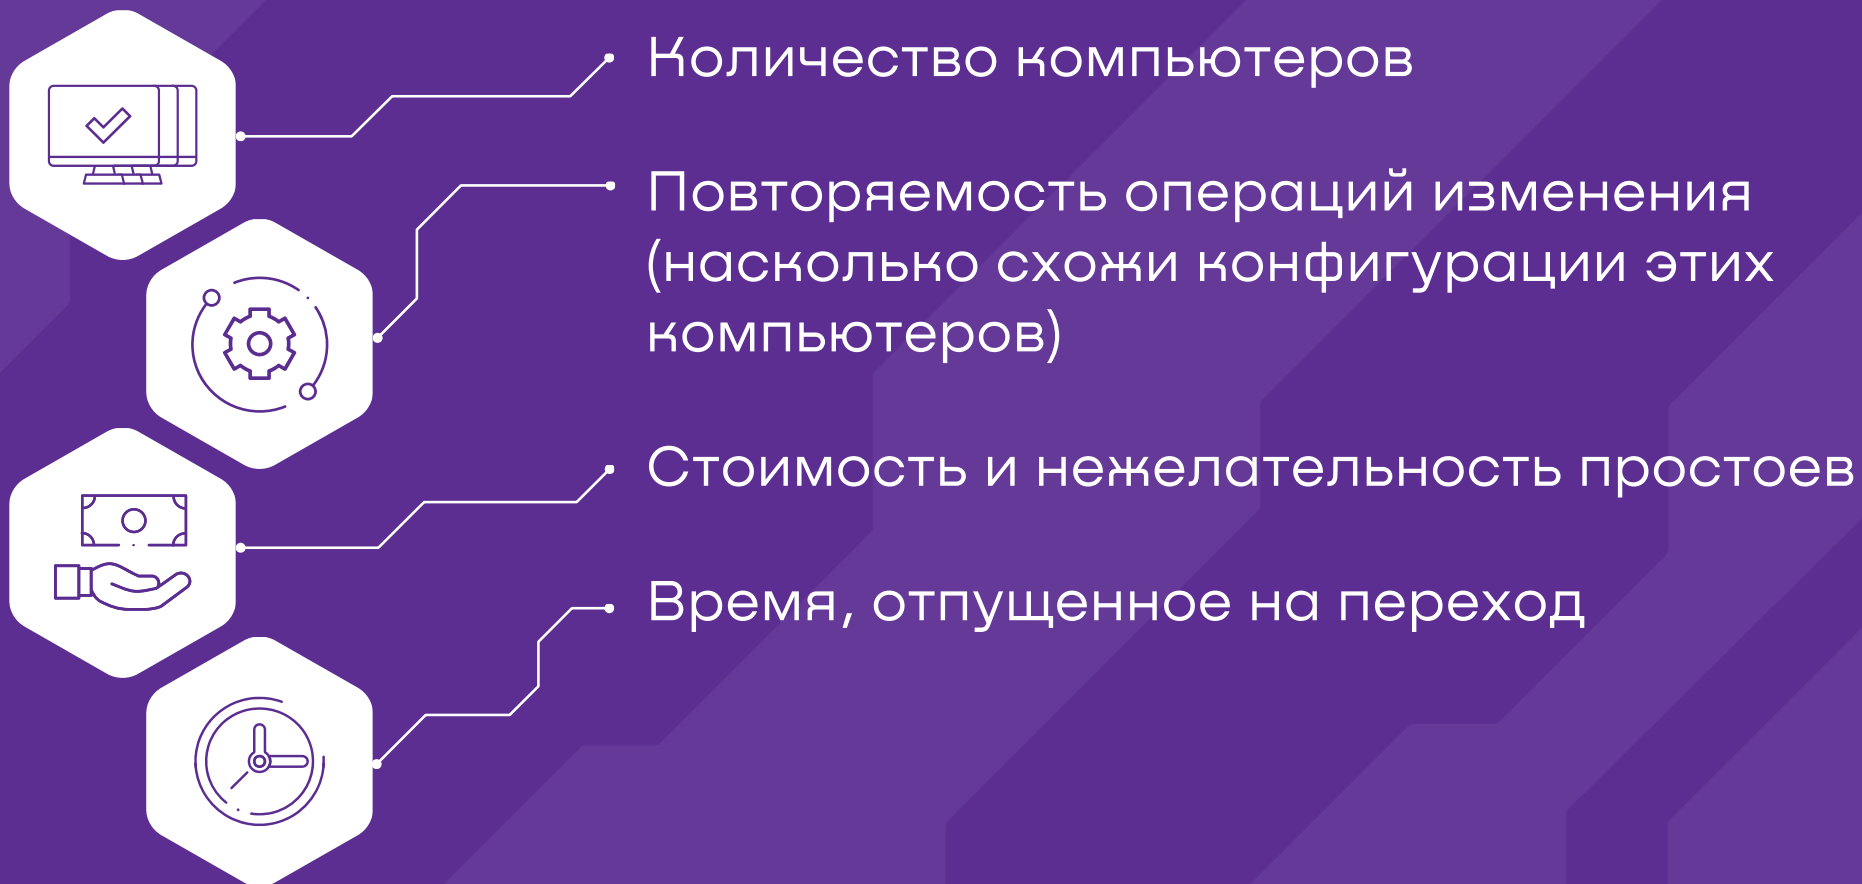 Количество компьютеров
Повторяемость операций изменения
(насколько схожи конфигурации этих
компьютеров)
Стоимость и нежелательность простоев
Время, отпущенное на переход